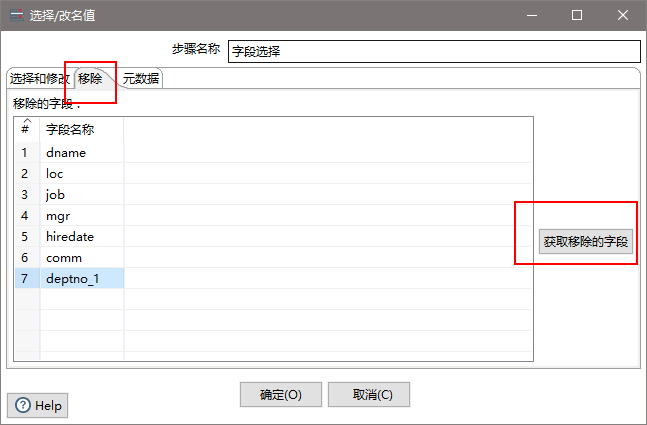 选择/改名值
步骤名称 字段选择
选择和修改 移除 元数据
移除的字段 :
# 字段名称
1 dname
2 loc
3 job
4 mgr
5 hiredate
6 comm
7 deptno_1
获取移除的字段
确定(O) 取消(C)
Help